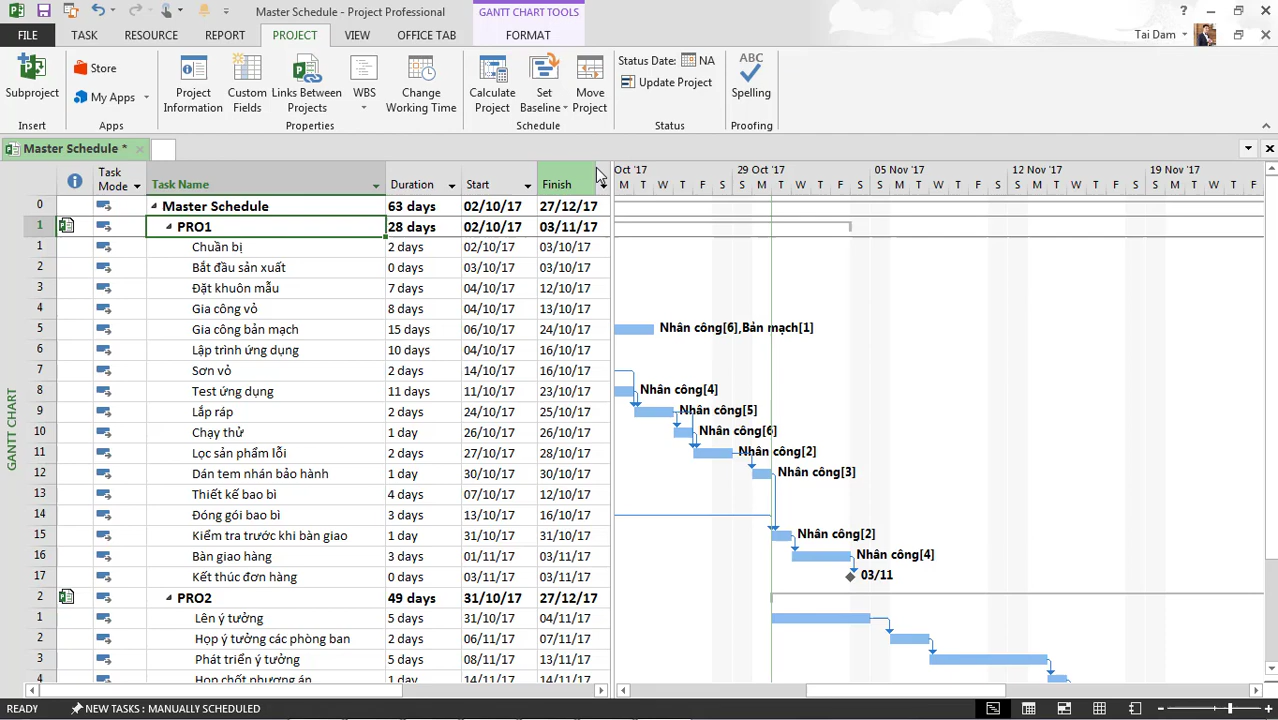 Master Schedule - Project Professional
GANTT CHART TOOLS
FILE TASK RESOURCE REPORT PROJECT VIEW OFFICE TAB FORMAT
Tai Dam
Subproject
Store
My Apps
Project Information
Custom Fields
Links Between Projects
WBS
Change Working Time
Calculate Project
Set Baseline
Move Project
Status Date: NA
Update Project
ABC
Spelling
Insert Apps Properties Schedule Status Proofing
Master Schedule *
Task Mode Task Name Duration Start Finish
Oct '17 29 Oct '17 05 Nov '17 12 Nov '17 19 Nov '17
M T W T F S S M T W T F S S M T W T F S S M T W T F S S M T W T F
0 Master Schedule 63 days 02/10/17 27/12/17
1 PRO1 28 days 02/10/17 03/11/17
1 Chuẩn bị 2 days 02/10/17 03/10/17
2 Bắt đầu sản xuất 0 days 03/10/17 03/10/17
3 Đặt khuôn mẫu 7 days 04/10/17 12/10/17
4 Gia công vỏ 8 days 04/10/17 13/10/17
5 Gia công bản mạch 15 days 06/10/17 24/10/17 Nhân công[6],Bản mạch[1]
6 Lập trình ứng dụng 10 days 04/10/17 16/10/17
7 Sơn vỏ 2 days 14/10/17 16/10/17
8 Test ứng dụng 11 days 11/10/17 23/10/17 Nhân công[4]
9 Lắp ráp 2 days 24/10/17 25/10/17 Nhân công[5]
10 Chạy thử 1 day 26/10/17 26/10/17 Nhân công[6]
11 Lọc sản phẩm lỗi 2 days 27/10/17 28/10/17 Nhân công[2]
12 Dán tem nhán bảo hành 1 day 30/10/17 30/10/17 Nhân công[3]
13 Thiết kế bao bì 4 days 07/10/17 12/10/17
14 Đóng gói bao bì 3 days 13/10/17 16/10/17
15 Kiểm tra trước khi bàn giao 1 day 31/10/17 31/10/17 Nhân công[2]
16 Bàn giao hàng 3 days 01/11/17 03/11/17 Nhân công[4]
17 Kết thúc đơn hàng 0 days 03/11/17 03/11/17 03/11
2 PRO2 49 days 31/10/17 27/12/17
1 Lên ý tưởng 5 days 31/10/17 04/11/17
2 Họp ý tưởng các phòng ban 2 days 06/11/17 07/11/17
3 Phát triển ý tưởng 5 days 08/11/17 13/11/17
4 Họp chốt phương án 1 day 14/11/17 14/11/17
GANTT CHART
READY NEW TASKS : MANUALLY SCHEDULED